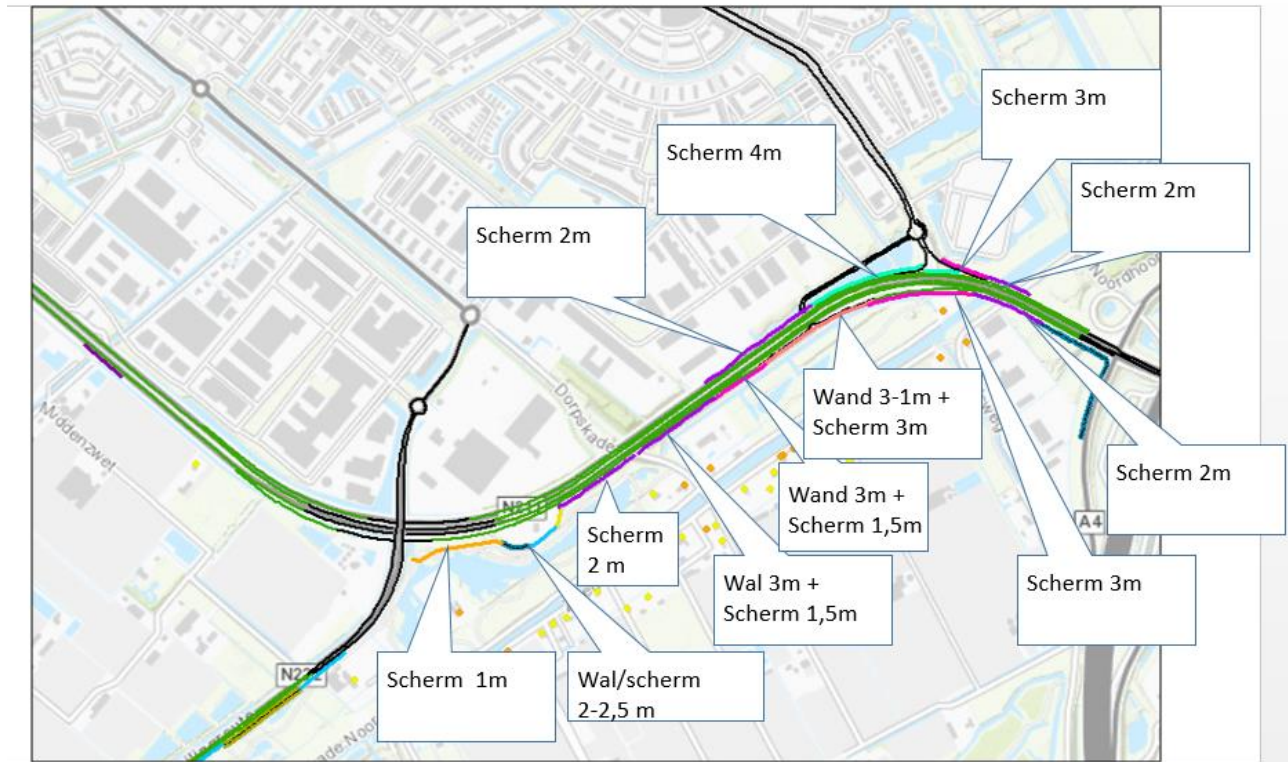 Scherm 3m
Scherm 4m
Scherm 2m
Scherm 2m
Noordhoor
Wand 3-1m +
Scherm 3m
Dorpskade
Middenzwet
Scherm 2m
Wand 3m +
Scherm 1,5m
A4
Scherm
2 m
Wal 3m +
Scherm 1,5m
Scherm 3m
Scherm 1m
Wal/scherm
2-2,5 m